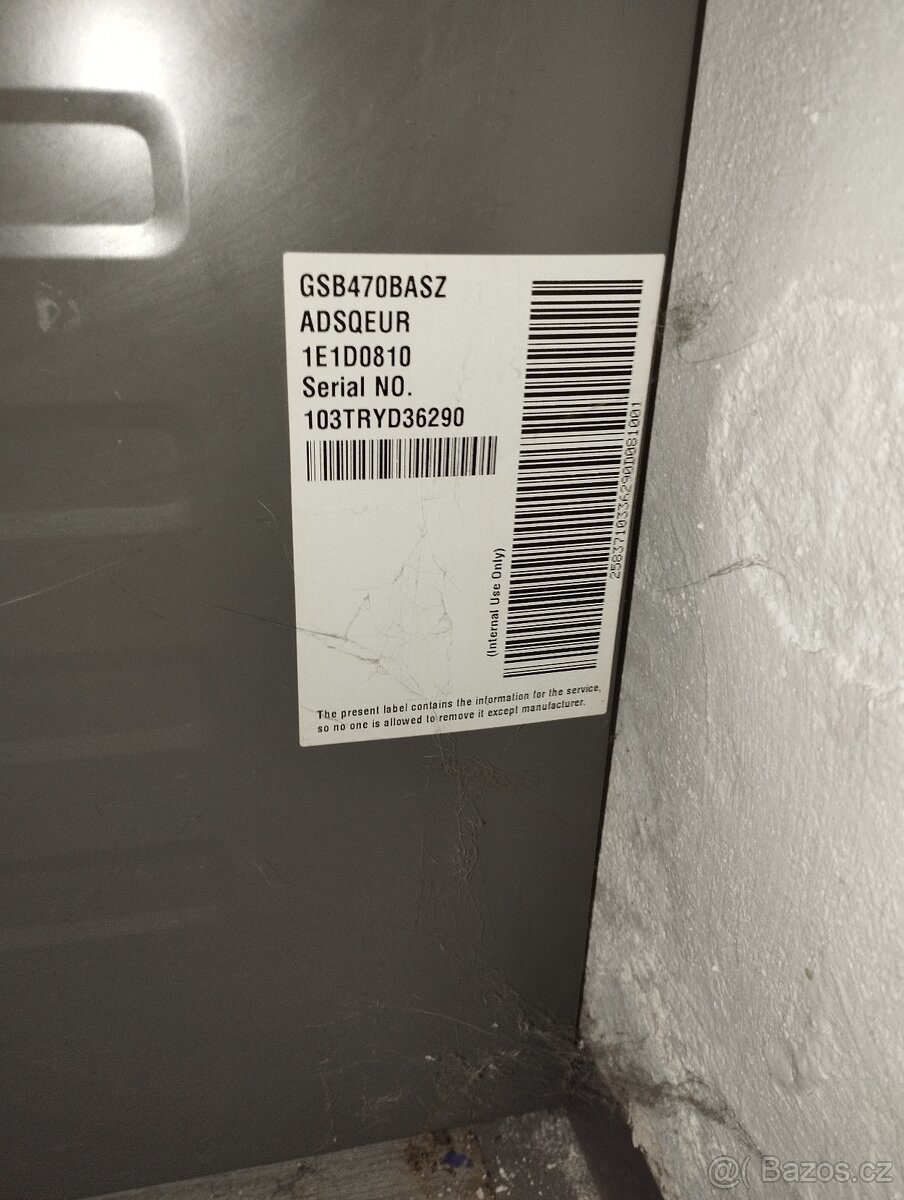 GSB470BASZ
ADSQEUR
1E1D0810
Serial NO.
103TRYD36290
(Internal Use Only)
25837103362900081001
The present label contains the information for the service,
so no one is allowed to remove it except manufacturer.
@( Bazos.cz